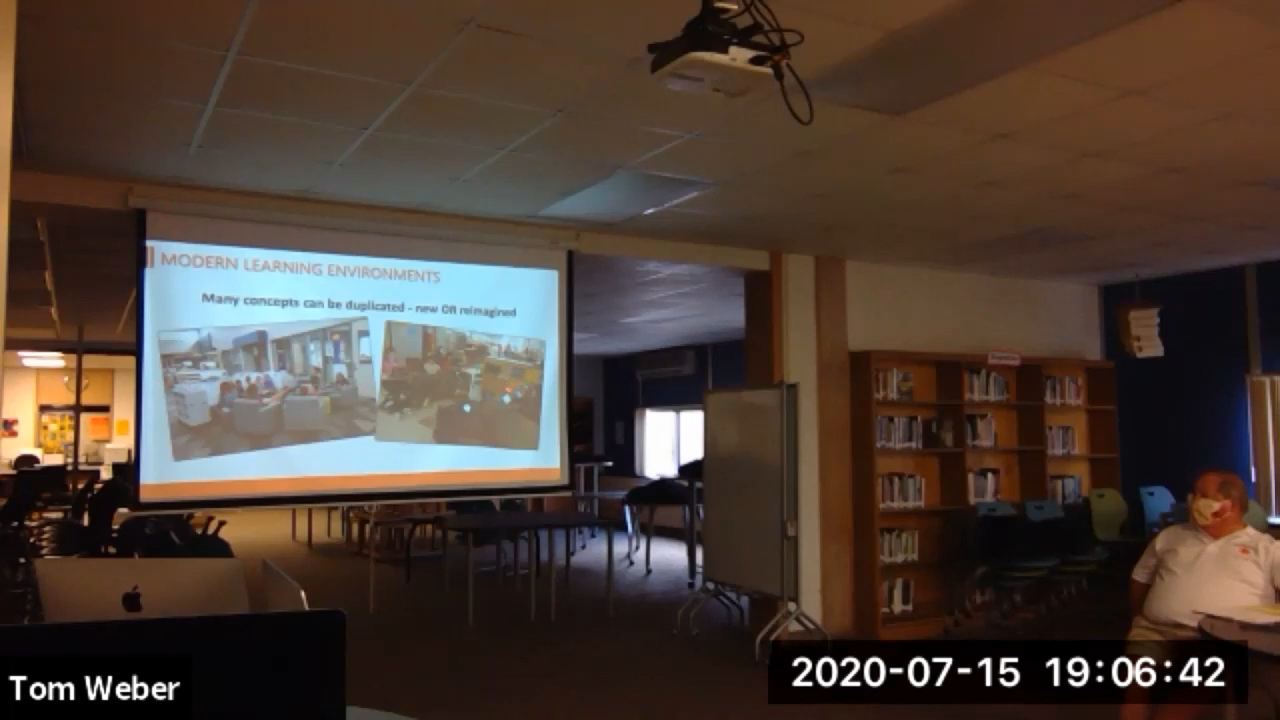 MODERN LEARNING ENVIRONMENTS
Many concepts can be duplicated - new OR reimagined
Tom Weber
2020-07-15 19:06:42